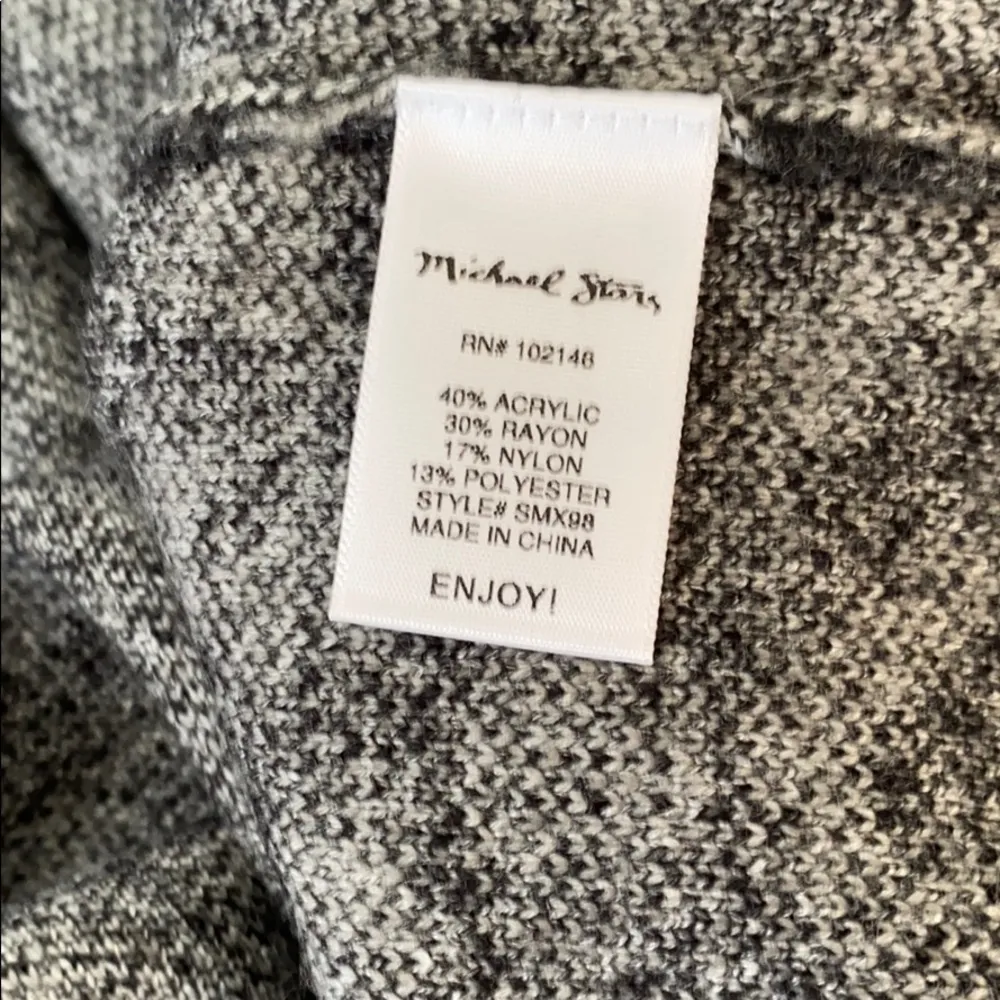 Michael Stars
RN# 102146
40% ACRYLIC
30% RAYON
17% NYLON
13% POLYESTER
STYLE# SMX98
MADE IN CHINA
ENJOY!